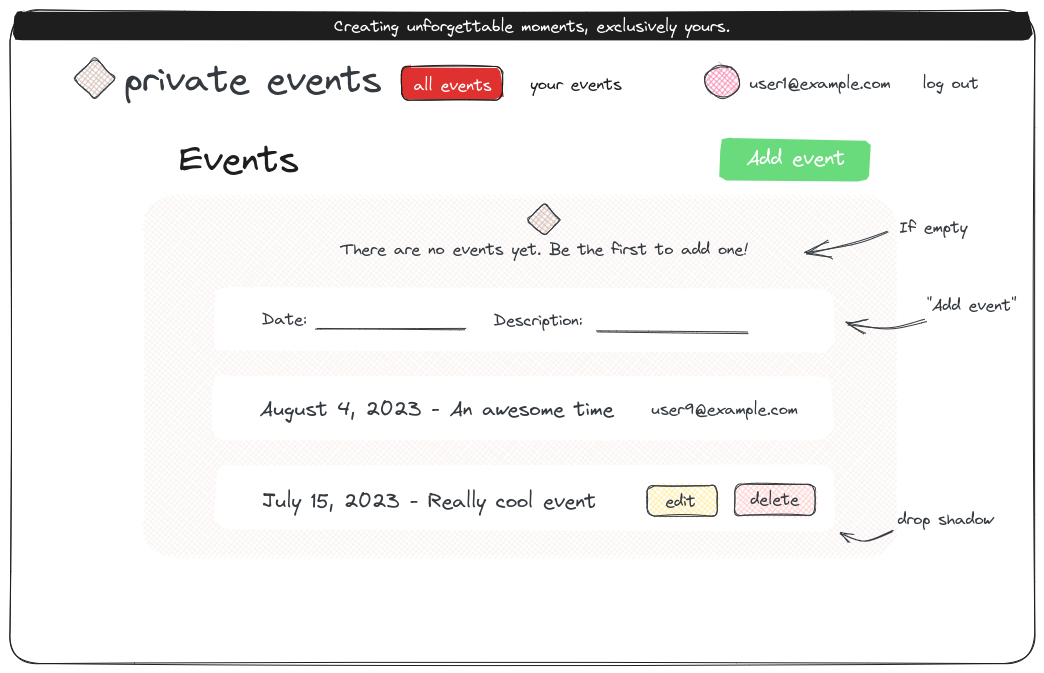 Creating unforgettable moments, exclusively yours.
private events all events your events user1@example.com log out
Events Add event
There are no events yet. Be the first to add one!
If empty
"Add event"
Date: Description:
August 4, 2023 - An awesome time user9@example.com
July 15, 2023 - Really cool event edit delete
drop shadow